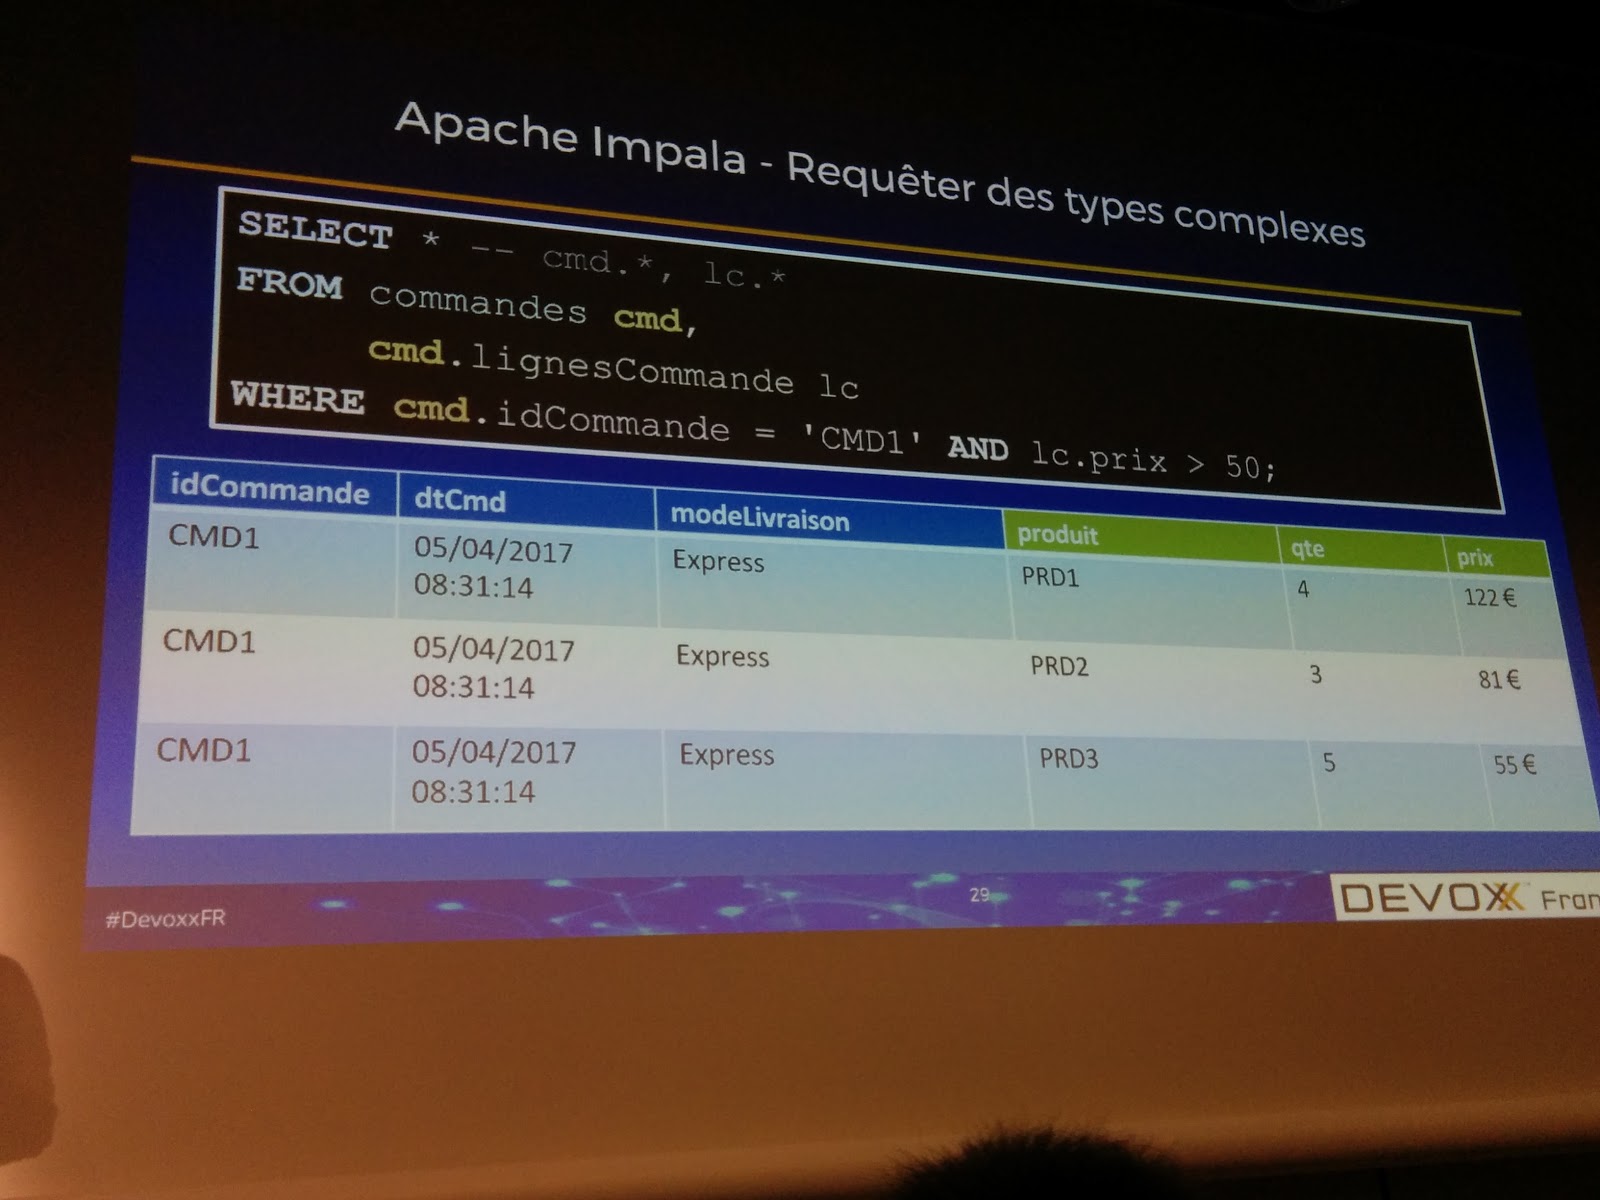 Apache Impala - Requêter des types complexes
SELECT * -- cmd.*, lc.*
FROM commandes cmd,
cmd.lignesCommande lc
WHERE cmd.idCommande = 'CMD1' AND lc.prix > 50;
idCommande dtCmd modeLivraison produit qte prix
CMD1 05/04/2017 08:31:14 Express PRD1 4 122 €
CMD1 05/04/2017 08:31:14 Express PRD2 3 81 €
CMD1 05/04/2017 08:31:14 Express PRD3 5 55 €
#DevoxxFR 29 DEVOXX Fran